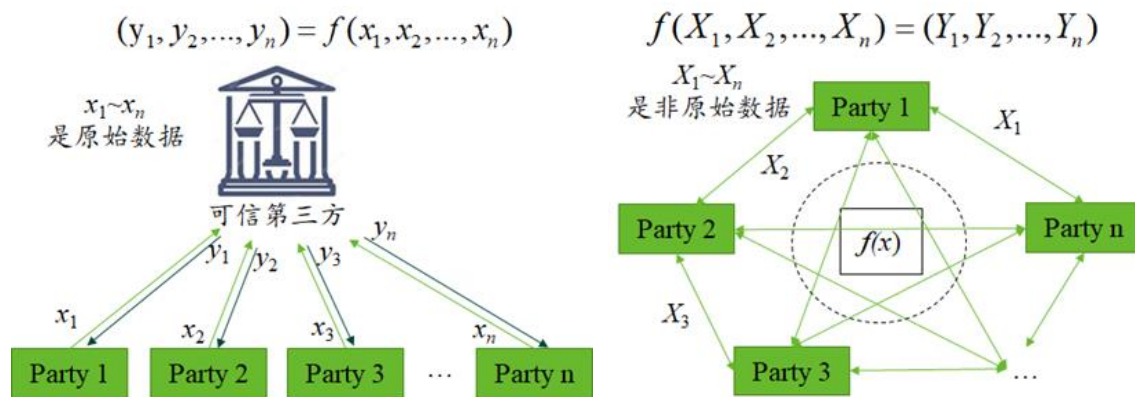 (y₁, y₂,..., yₙ) = f(x₁, x₂,..., xₙ)
x₁~xₙ
是原始数据
可信第三方
y₁
y₂
y₃
yₙ
x₁
x₂
x₃
xₙ
Party 1
Party 2
Party 3
...
Party n
f(X₁, X₂,..., Xₙ) = (Y₁, Y₂,..., Yₙ)
X₁~Xₙ
是非原始数据
Party 1
X₁
X₂
Party 2
f(x)
Party n
X₃
Party 3
...